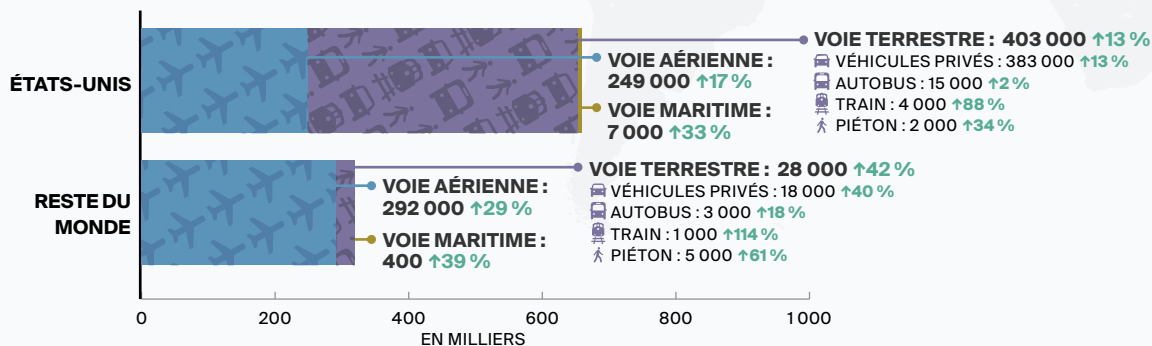 ÉTATS-UNIS
VOIE AÉRIENNE :
249 000 ↑17 %
VOIE MARITIME :
7 000 ↑33 %
VOIE TERRESTRE : 403 000 ↑13 %
VÉHICULES PRIVÉS : 383 000 ↑13 %
AUTOBUS : 15 000 ↑2 %
TRAIN : 4 000 ↑88 %
PIÉTON : 2 000 ↑34 %
RESTE DU
MONDE
VOIE AÉRIENNE :
292 000 ↑29 %
VOIE MARITIME :
400 ↑39 %
VOIE TERRESTRE : 28 000 ↑42 %
VÉHICULES PRIVÉS : 18 000 ↑40 %
AUTOBUS : 3 000 ↑18 %
TRAIN : 1 000 ↑114 %
PIÉTON : 5 000 ↑61 %
0 200 400 600 800 1 000
EN MILLIERS